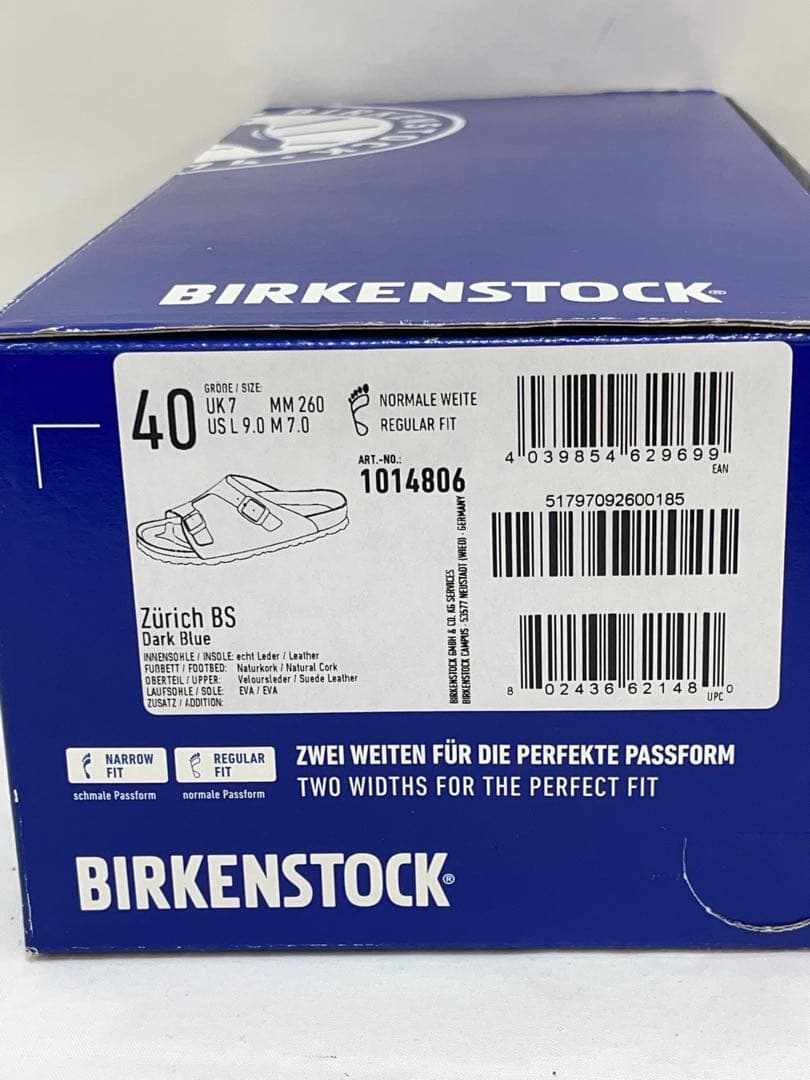 BIRKENSTOCK
BIRKENSTOCK®
40
GRÖßE / SIZE:
UK 7 MM 260
US L 9.0 M 7.0
NORMALE WEITE
REGULAR FIT
ART.-NO.:
1014806
4 039854 629699
EAN
51797092600185
8 02436 62148 0
UPC
BIRKENSTOCK GMBH & CO. KG SERVICES
BIRKENSTOCK CAMPUS · 53577 NEUSTADT (WIED) · GERMANY
Zürich BS
Dark Blue
INNENSOHLE / INSOLE: echt Leder / Leather
FUßBETT / FOOTBED: Naturkork / Natural Cork
OBERTEIL / UPPER: Veloursleder / Suede Leather
LAUFSOHLE / SOLE: EVA / EVA
ZUSATZ / ADDITION:
NARROW FIT
schmale Passform
REGULAR FIT
normale Passform
ZWEI WEITEN FÜR DIE PERFEKTE PASSFORM
TWO WIDTHS FOR THE PERFECT FIT
BIRKENSTOCK®